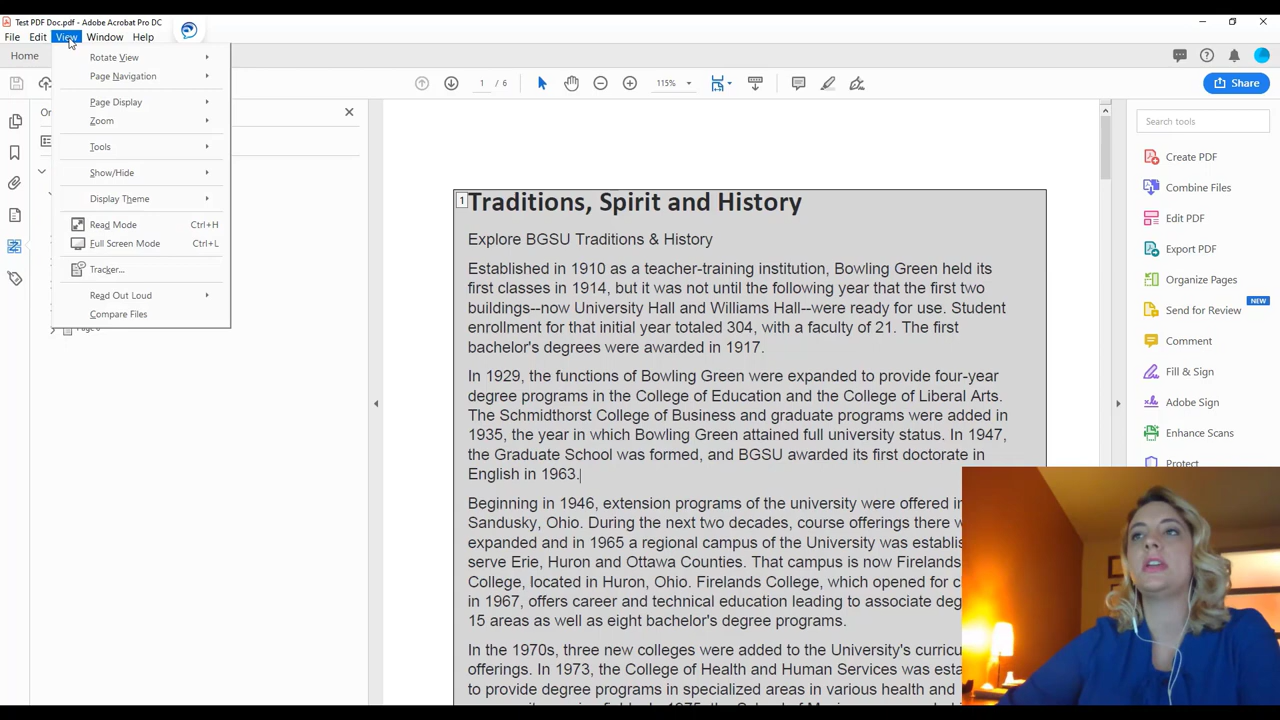 Test PDF Doc.pdf - Adobe Acrobat Pro DC
File Edit View Window Help
Home
1 / 6
115%
Share
Rotate View
Page Navigation
Page Display
Zoom
Tools
Show/Hide
Display Theme
Read Mode Ctrl+H
Full Screen Mode Ctrl+L
Tracker...
Read Out Loud
Compare Files
1
Traditions, Spirit and History
Explore BGSU Traditions & History
Established in 1910 as a teacher-training institution, Bowling Green held its
first classes in 1914, but it was not until the following year that the first two
buildings--now University Hall and Williams Hall--were ready for use. Student
enrollment for that initial year totaled 304, with a faculty of 21. The first
bachelor's degrees were awarded in 1917.
In 1929, the functions of Bowling Green were expanded to provide four-year
degree programs in the College of Education and the College of Liberal Arts.
The Schmidthorst College of Business and graduate programs were added in
1935, the year in which Bowling Green attained full university status. In 1947,
the Graduate School was formed, and BGSU awarded its first doctorate in
English in 1963.
Beginning in 1946, extension programs of the university were offered in
Sandusky, Ohio. During the next two decades, course offerings there w
expanded and in 1965 a regional campus of the University was establis
serve Erie, Huron and Ottawa Counties. That campus is now Firelands
College, located in Huron, Ohio. Firelands College, which opened for c
in 1967, offers career and technical education leading to associate deg
15 areas as well as eight bachelor's degree programs.
In the 1970s, three new colleges were added to the University's curricu
offerings. In 1973, the College of Health and Human Services was esta
to provide degree programs in specialized areas in various health and
Search tools
Create PDF
Combine Files
Edit PDF
Export PDF
Organize Pages
Send for Review NEW
Comment
Fill & Sign
Adobe Sign
Enhance Scans
Protect